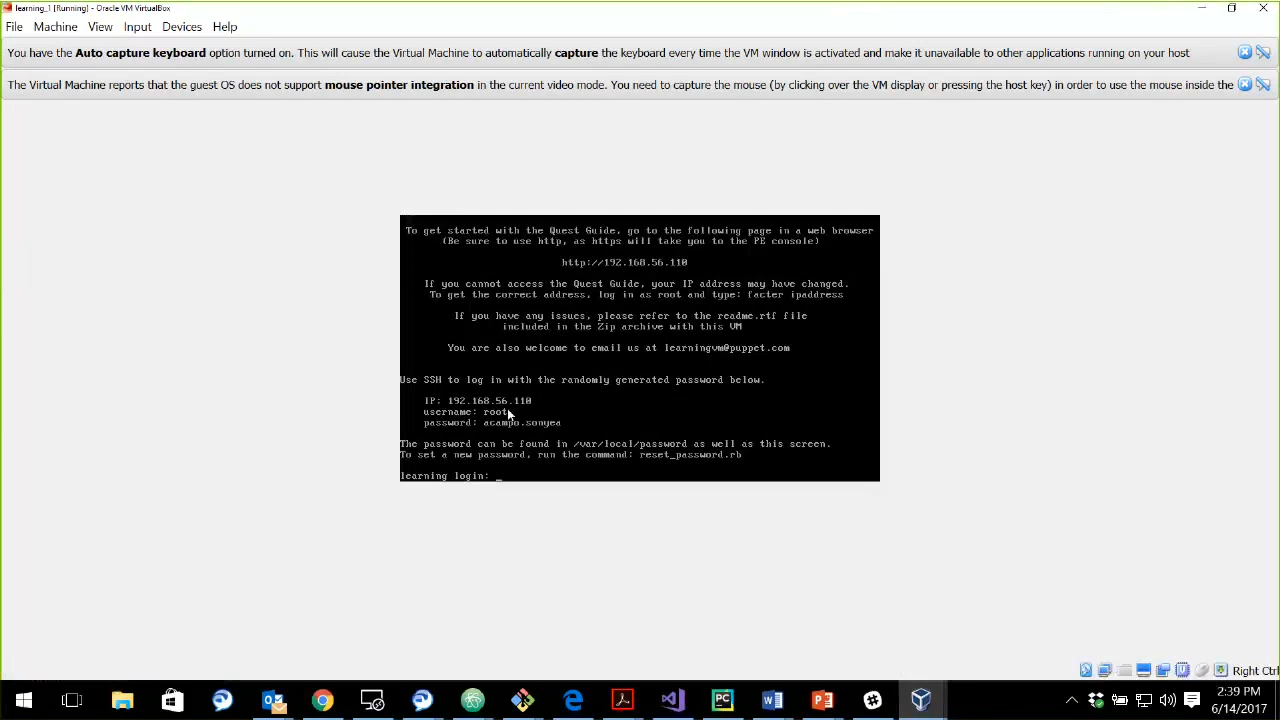 learning_1 [Running] - Oracle VM VirtualBox
File Machine View Input Devices Help
You have the Auto capture keyboard option turned on. This will cause the Virtual Machine to automatically capture the keyboard every time the VM window is activated and make it unavailable to other applications running on your host
The Virtual Machine reports that the guest OS does not support mouse pointer integration in the current video mode. You need to capture the mouse (by clicking over the VM display or pressing the host key) in order to use the mouse inside the
To get started with the Quest Guide, go to the following page in a web browser
(Be sure to use http, as https will take you to the PE console)
http://192.168.56.110
If you cannot access the Quest Guide, your IP address may have changed.
To get the correct address, log in as root and type: facter ipaddress
If you have any issues, please refer to the readme.rtf file
included in the Zip archive with this VM
You are also welcome to email us at learningvm@puppet.com
Use SSH to log in with the randomly generated password below.
IP: 192.168.56.110
username: root
password: acampo.sonyea
The password can be found in /var/local/password as well as this screen.
To set a new password, run the command: reset_password.rb
learning login: _
Right Ctrl
2:39 PM
6/14/2017